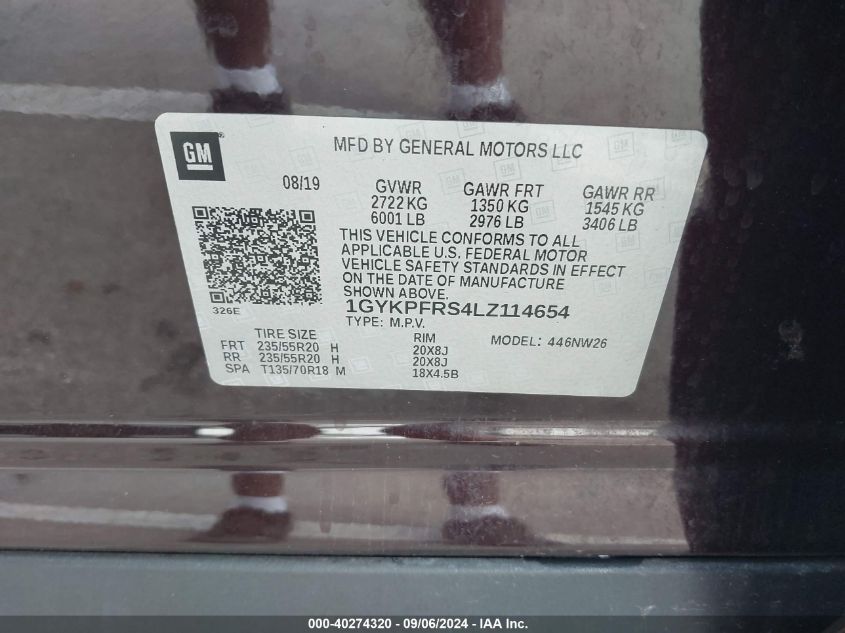 GM
MFD BY GENERAL MOTORS LLC
08/19
GVWR GAWR FRT GAWR RR
2722 KG 1350 KG 1545 KG
6001 LB 2976 LB 3406 LB
THIS VEHICLE CONFORMS TO ALL
APPLICABLE U.S. FEDERAL MOTOR
VEHICLE SAFETY STANDARDS IN EFFECT
ON THE DATE OF MANUFACTURE
SHOWN ABOVE.
326E
1GYKPFRS4LZ114654
TYPE: M.P.V.
TIRE SIZE RIM MODEL: 446NW26
FRT 235/55R20 H 20X8J
RR 235/55R20 H 20X8J
SPA T135/70R18 M 18X4.5B
000-40274320 - 09/06/2024 - IAA Inc.